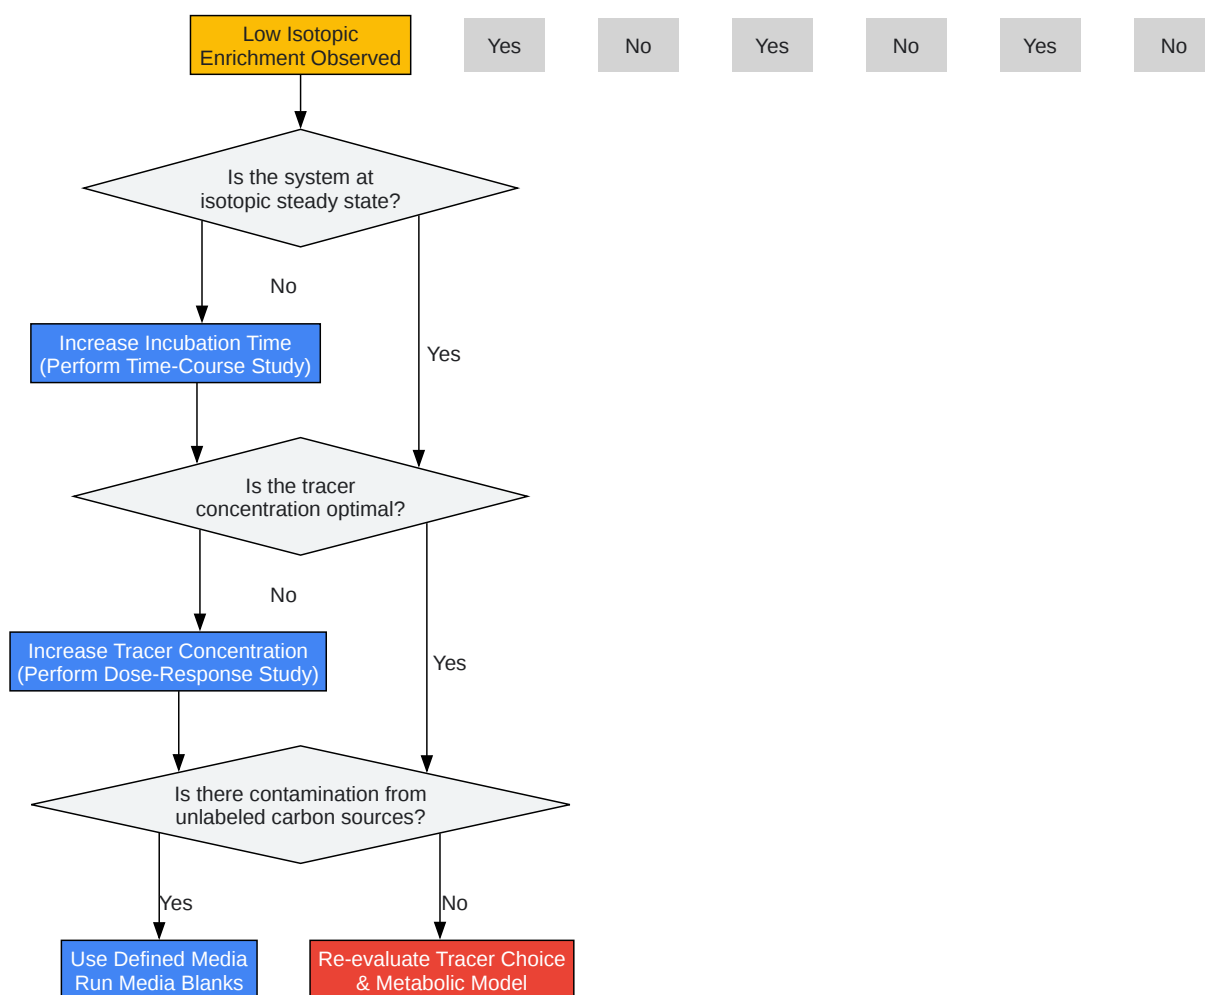 Low Isotopic
Enrichment Observed
Yes
No
Yes
No
Yes
No
Is the system at
isotopic steady state?
No
Increase Incubation Time
(Perform Time-Course Study)
Yes
Is the tracer
concentration optimal?
No
Increase Tracer Concentration
(Perform Dose-Response Study)
Yes
Is there contamination from
unlabeled carbon sources?
Yes
No
Use Defined Media
Run Media Blanks
Re-evaluate Tracer Choice
& Metabolic Model